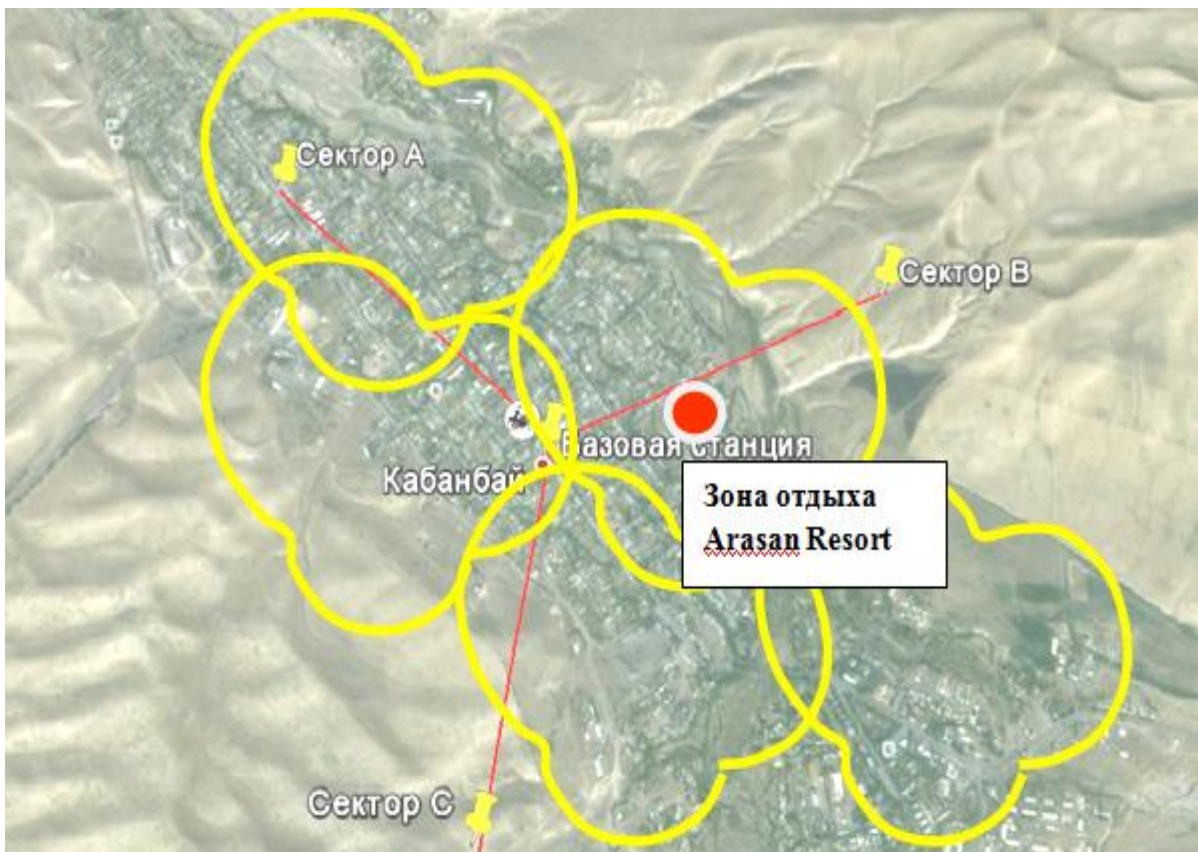 Сектор А
Сектор В
Базовая станция
Кабанбай
Зона отдыха
Arasan Resort
Сектор С